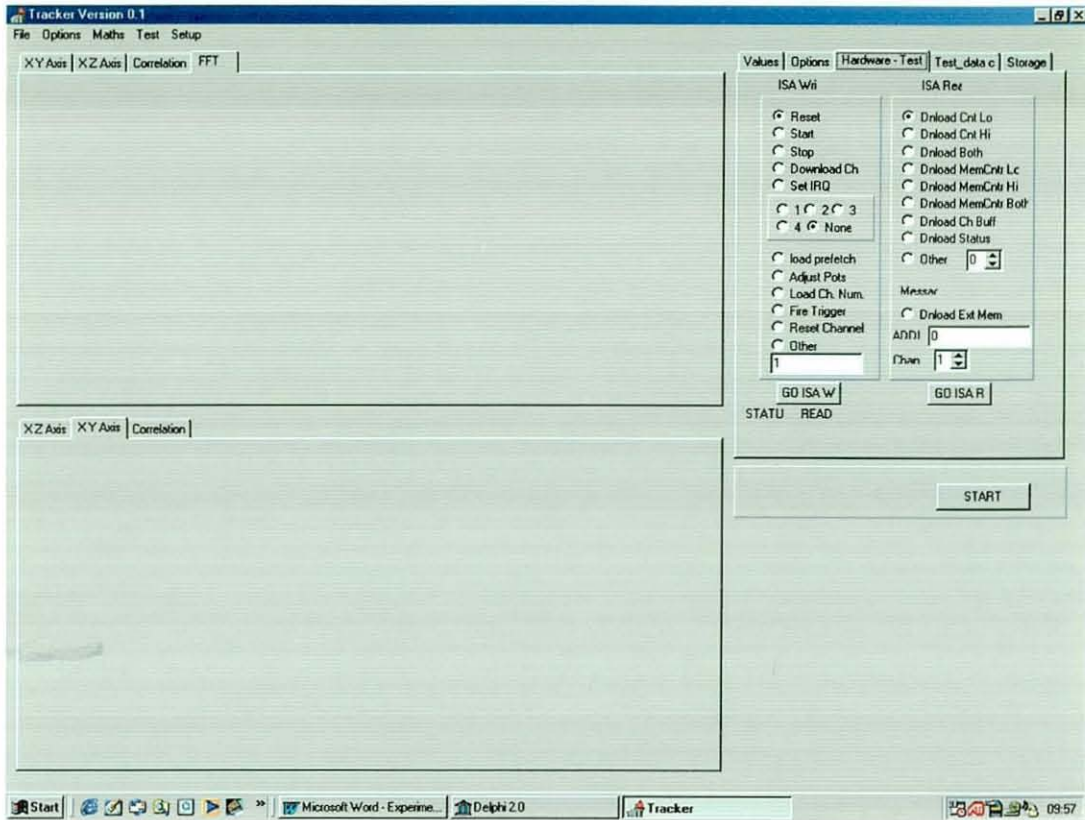 Tracker Version 0.1
File Options Maths Test Setup
XY Axis XZ Axis Correlation FFT
Values Options Hardware - Test Test_data c Storage
ISA Wri
Reset
Start
Stop
Download Ch
Set IRQ
1 2 3
4 None
load prefetch
Adjust Pots
Load Ch. Num.
Fire Trigger
Reset Channel
Other
1
GO ISA W
STATU READ
ISA Rea
Dnload Cnt Lo
Dnload Cnt Hi
Dnload Both
Dnload MemCntr Lc
Dnload MemCntr Hi
Dnload MemCntr Both
Dnload Ch Buff
Dnload Status
Other 0
Dnload Ext Mem
0
Chan 1
GO ISA R
START
XZ Axis XY Axis Correlation
Start Microsoft Word - Experime... Delphi 2.0 Tracker 09:57